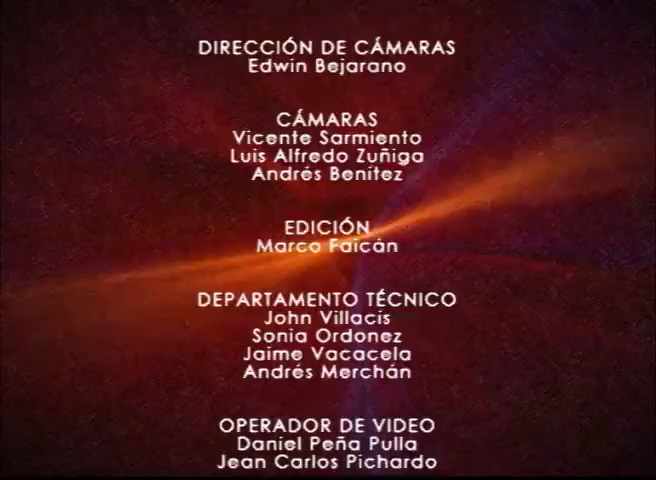 DIRECCIÓN DE CÁMARAS
Edwin Bejarano
CÁMARAS
Vicente Sarmiento
Luis Alfredo Zuñiga
Andrés Benítez
EDICIÓN
Marco Faicán
DEPARTAMENTO TÉCNICO
John Villacís
Sonia Ordonez
Jaime Vacacela
Andrés Merchán
OPERADOR DE VIDEO
Daniel Peña Pulla
Jean Carlos Pichardo